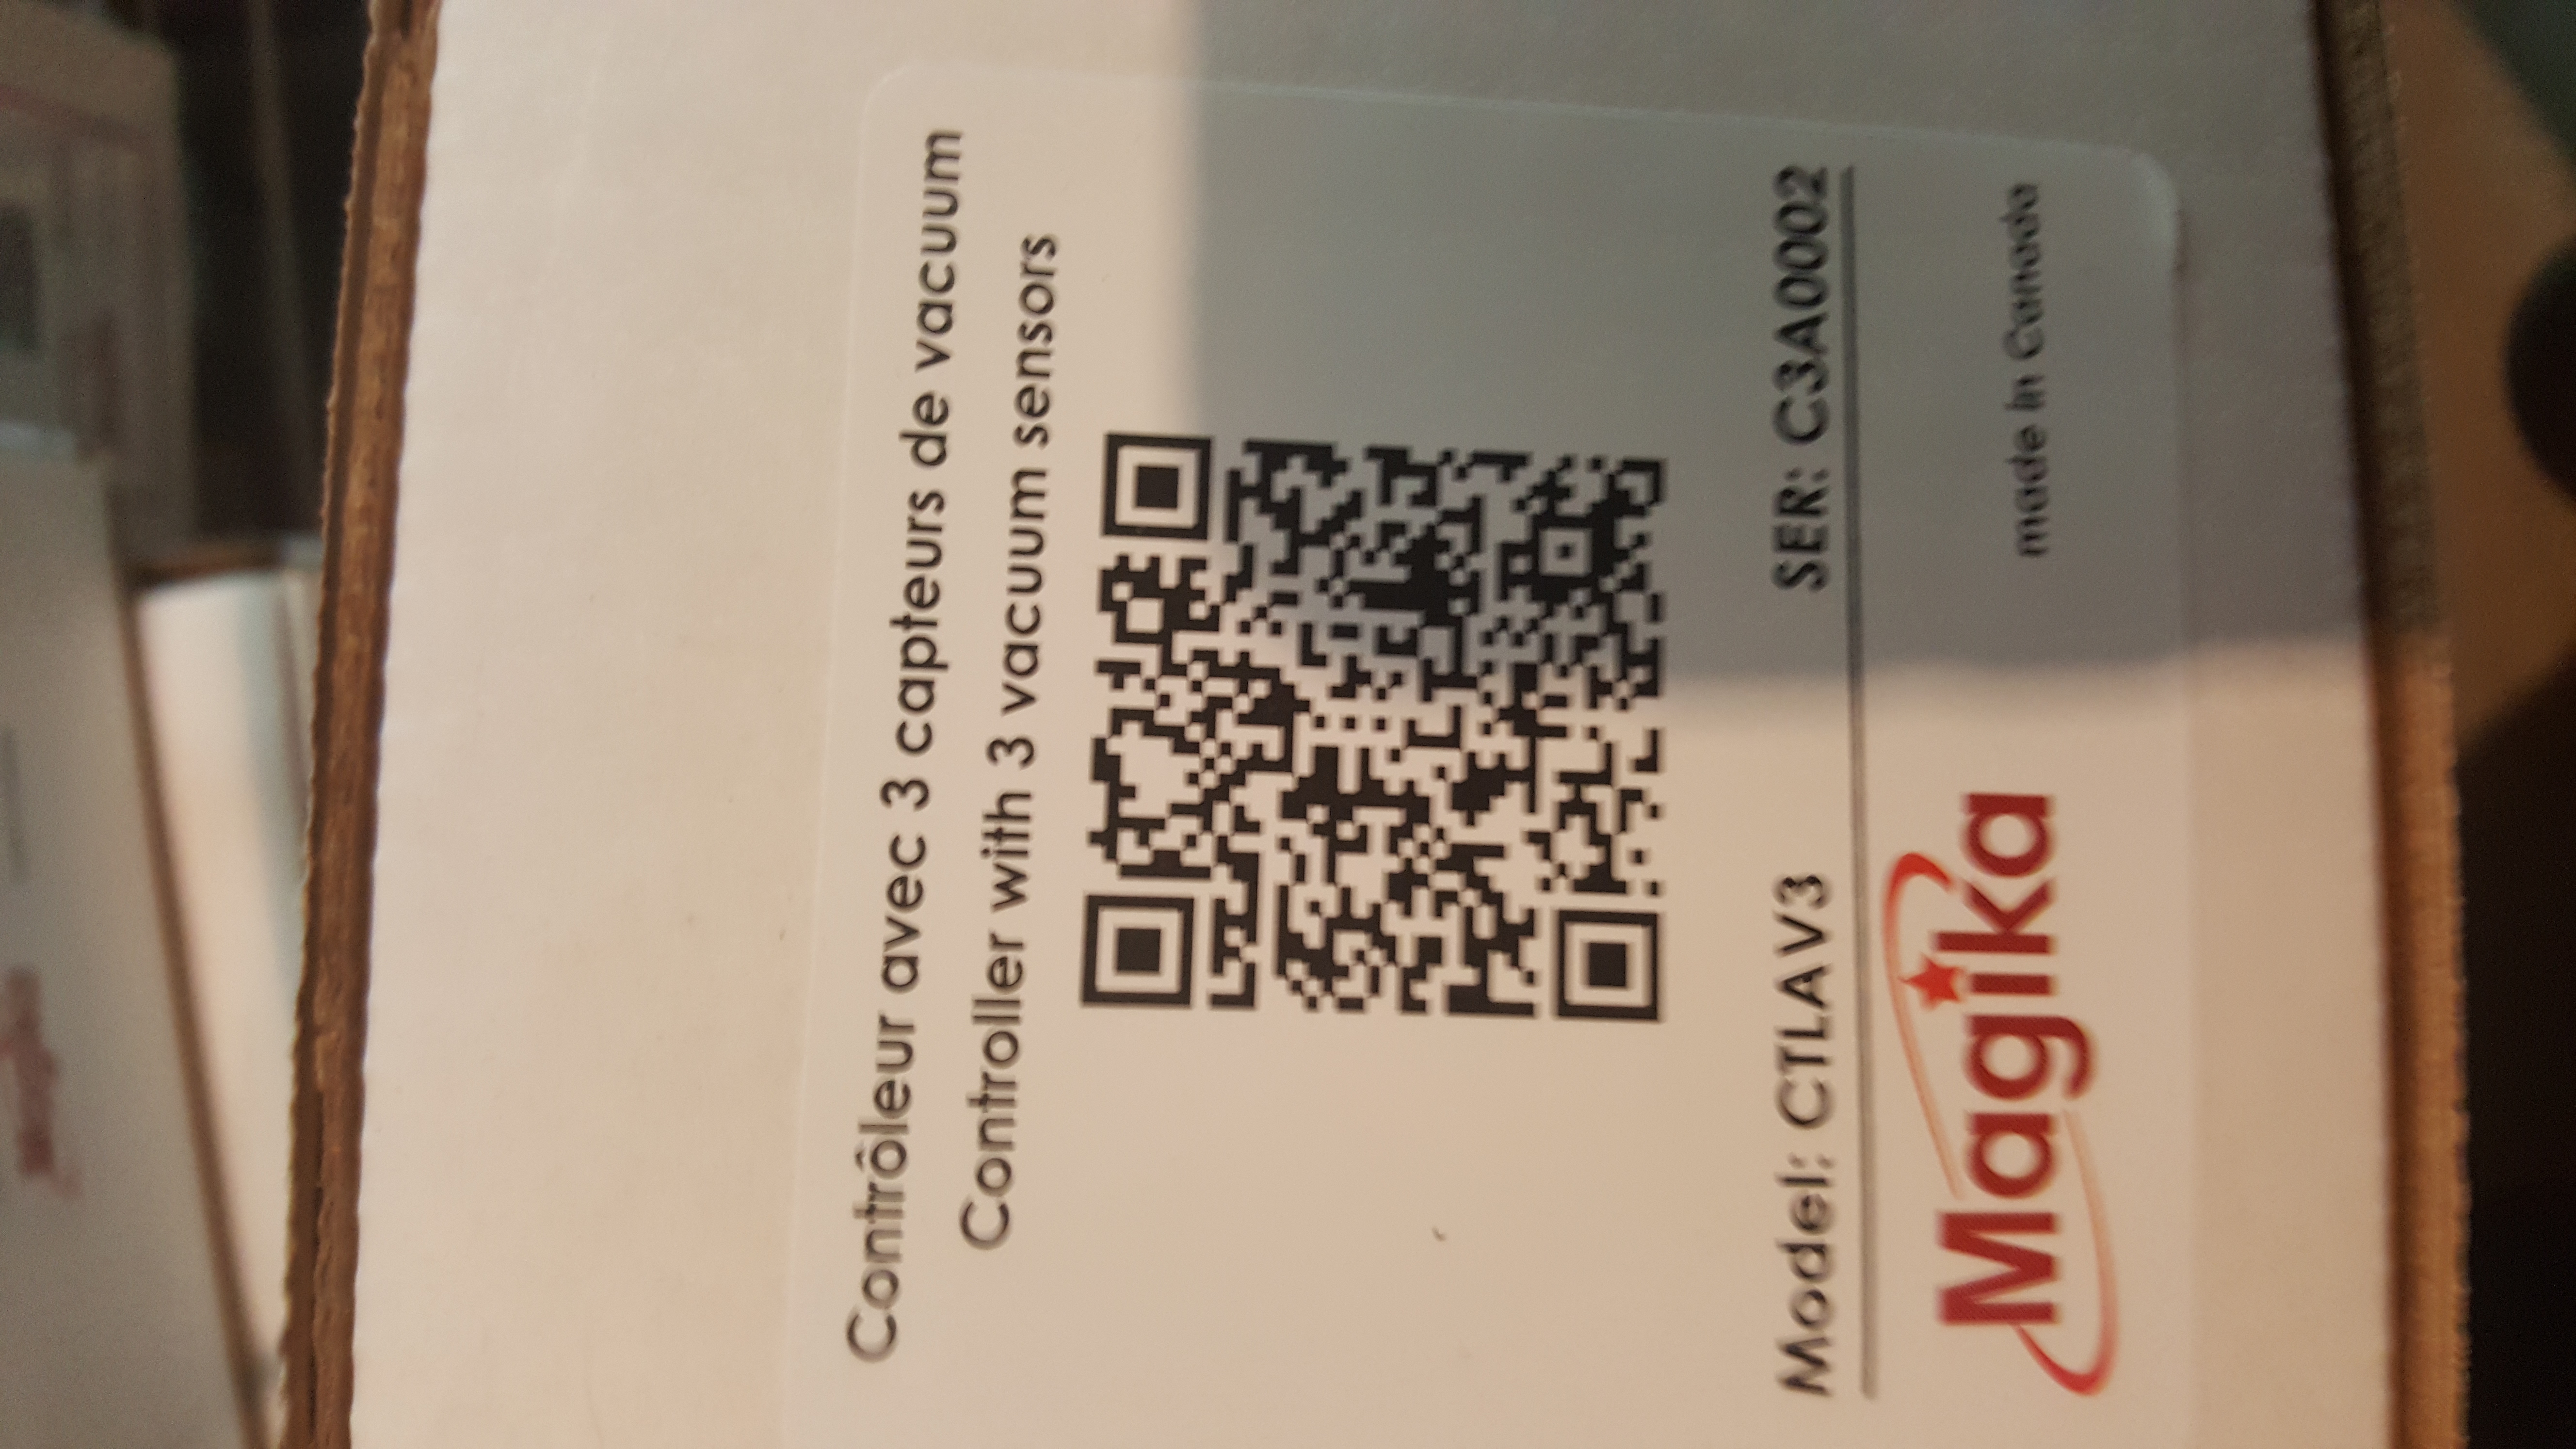 Contrôleur avec 3 capteurs de vacuum
Controller with 3 vacuum sensors
Model: CTLAV3
SER: C3A0002
Magika
made in Canada